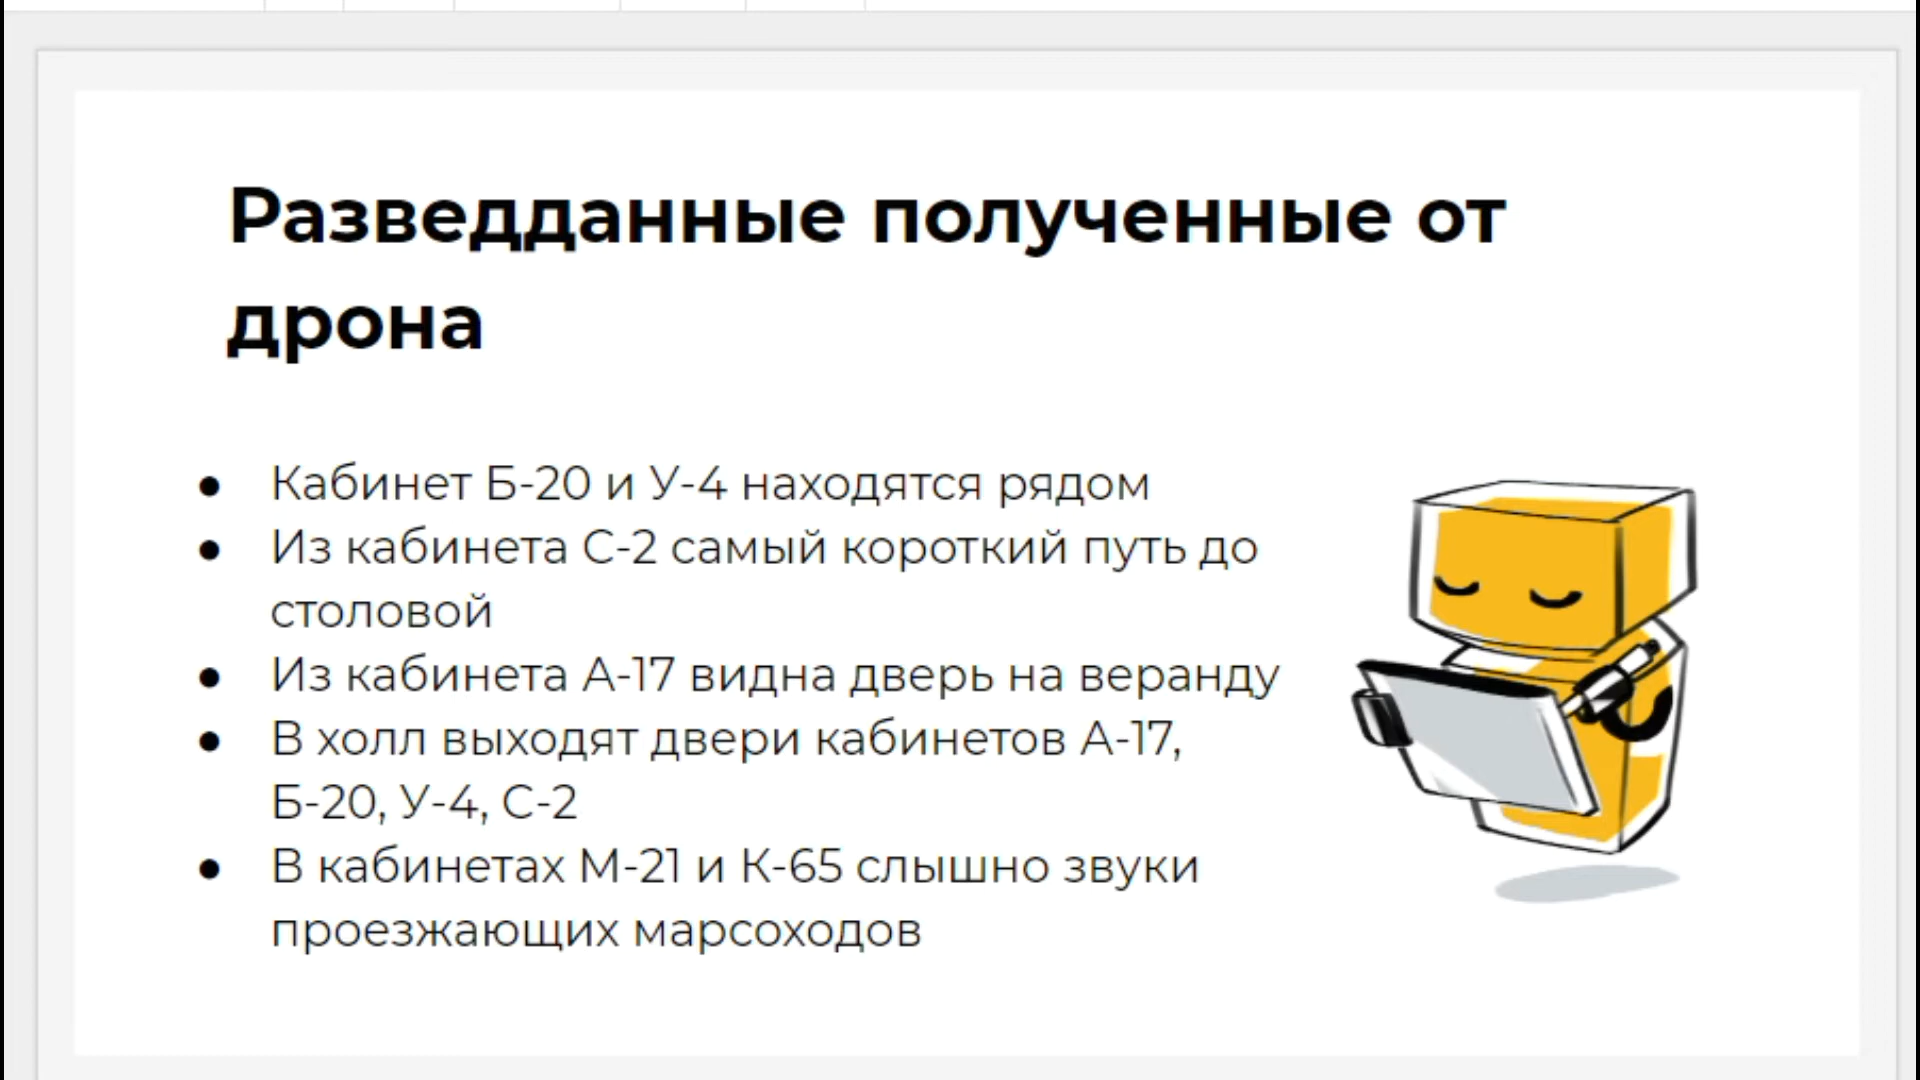 Разведданные полученные от
дрона
● Кабинет Б-20 и У-4 находятся рядом
● Из кабинета С-2 самый короткий путь до
столовой
● Из кабинета А-17 видна дверь на веранду
● В холл выходят двери кабинетов А-17,
Б-20, У-4, С-2
● В кабинетах М-21 и К-65 слышно звуки
проезжающих марсоходов